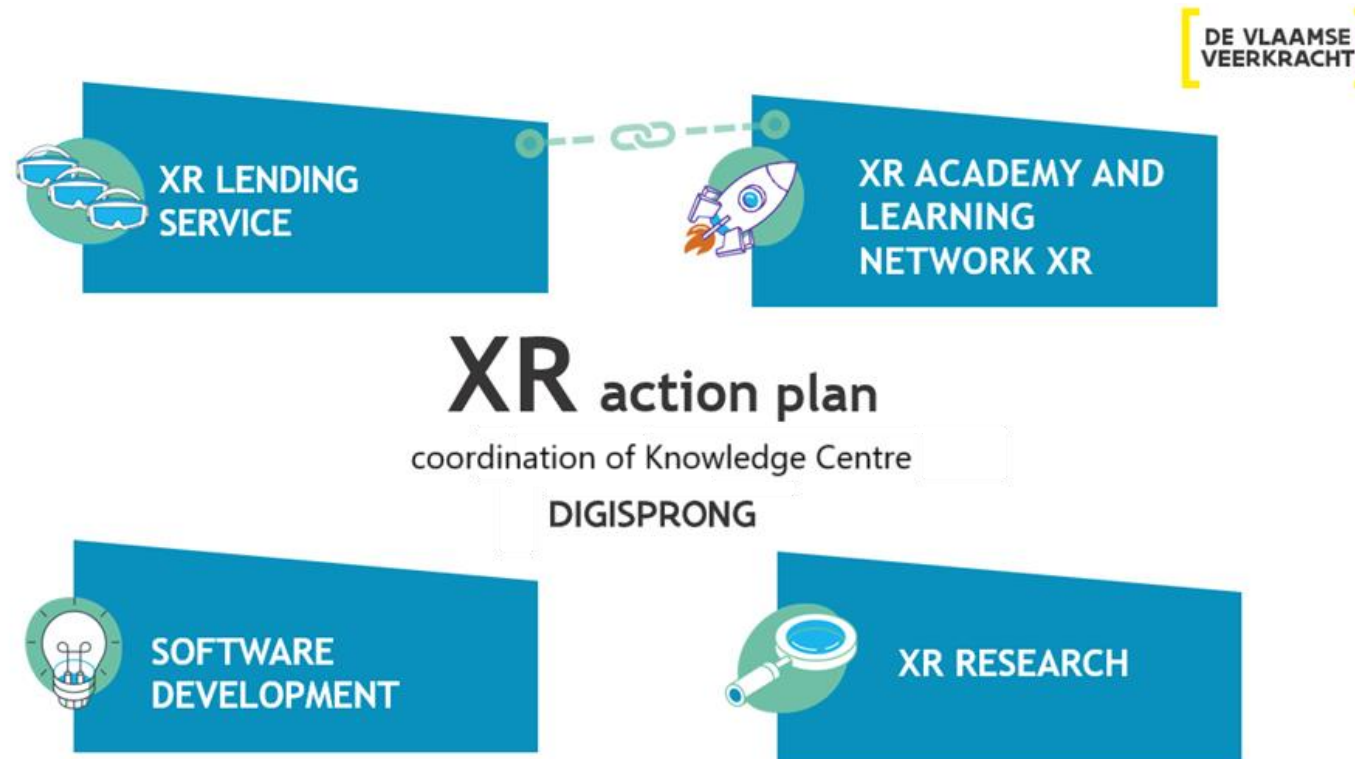 DE VLAAMSE
VEERKRACHT
XR LENDING
SERVICE
XR ACADEMY AND
LEARNING
NETWORK XR
XR action plan
coordination of Knowledge Centre
DIGISPRONG
SOFTWARE
DEVELOPMENT
XR RESEARCH